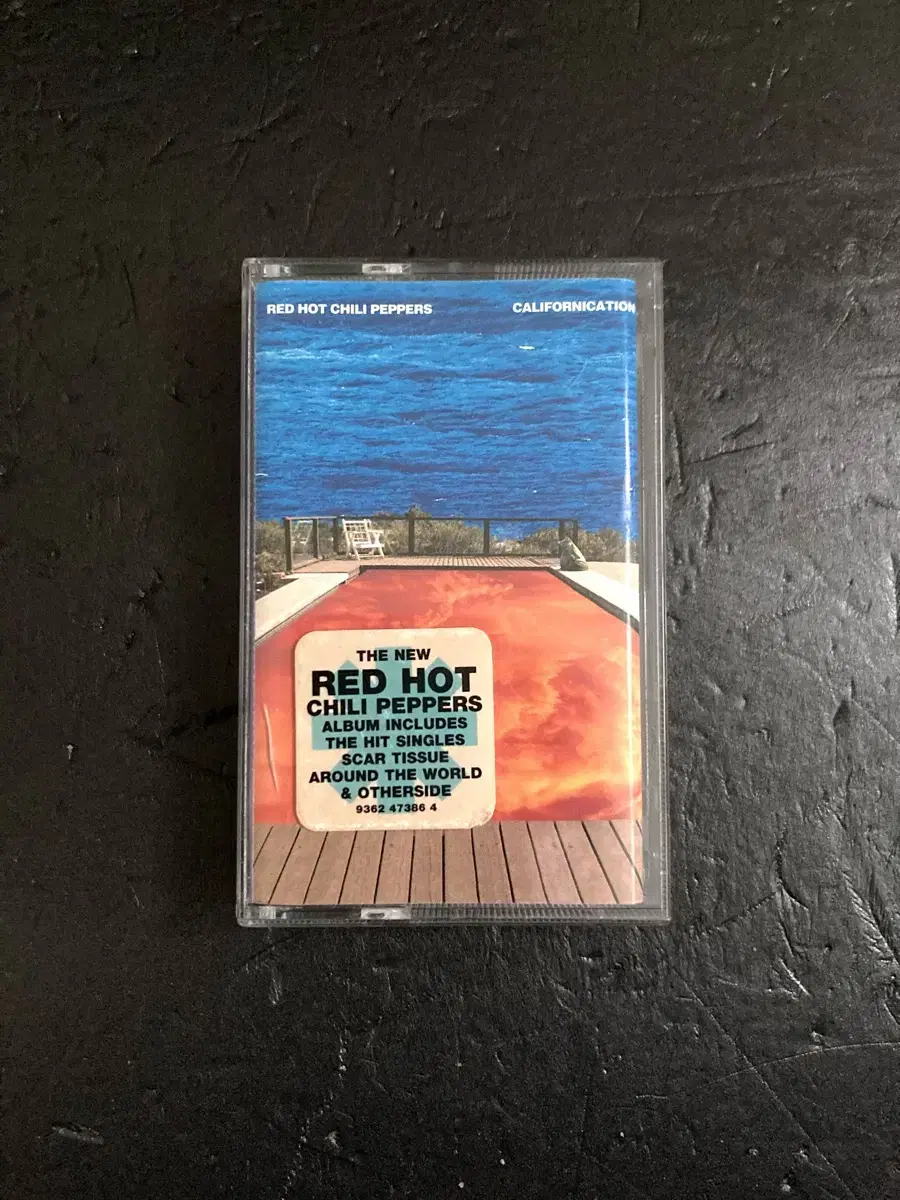 RED HOT CHILI PEPPERS CALIFORNICATION
THE NEW
RED HOT
CHILI PEPPERS
ALBUM INCLUDES
THE HIT SINGLES
SCAR TISSUE
AROUND THE WORLD
& OTHERSIDE
9362 47386 4